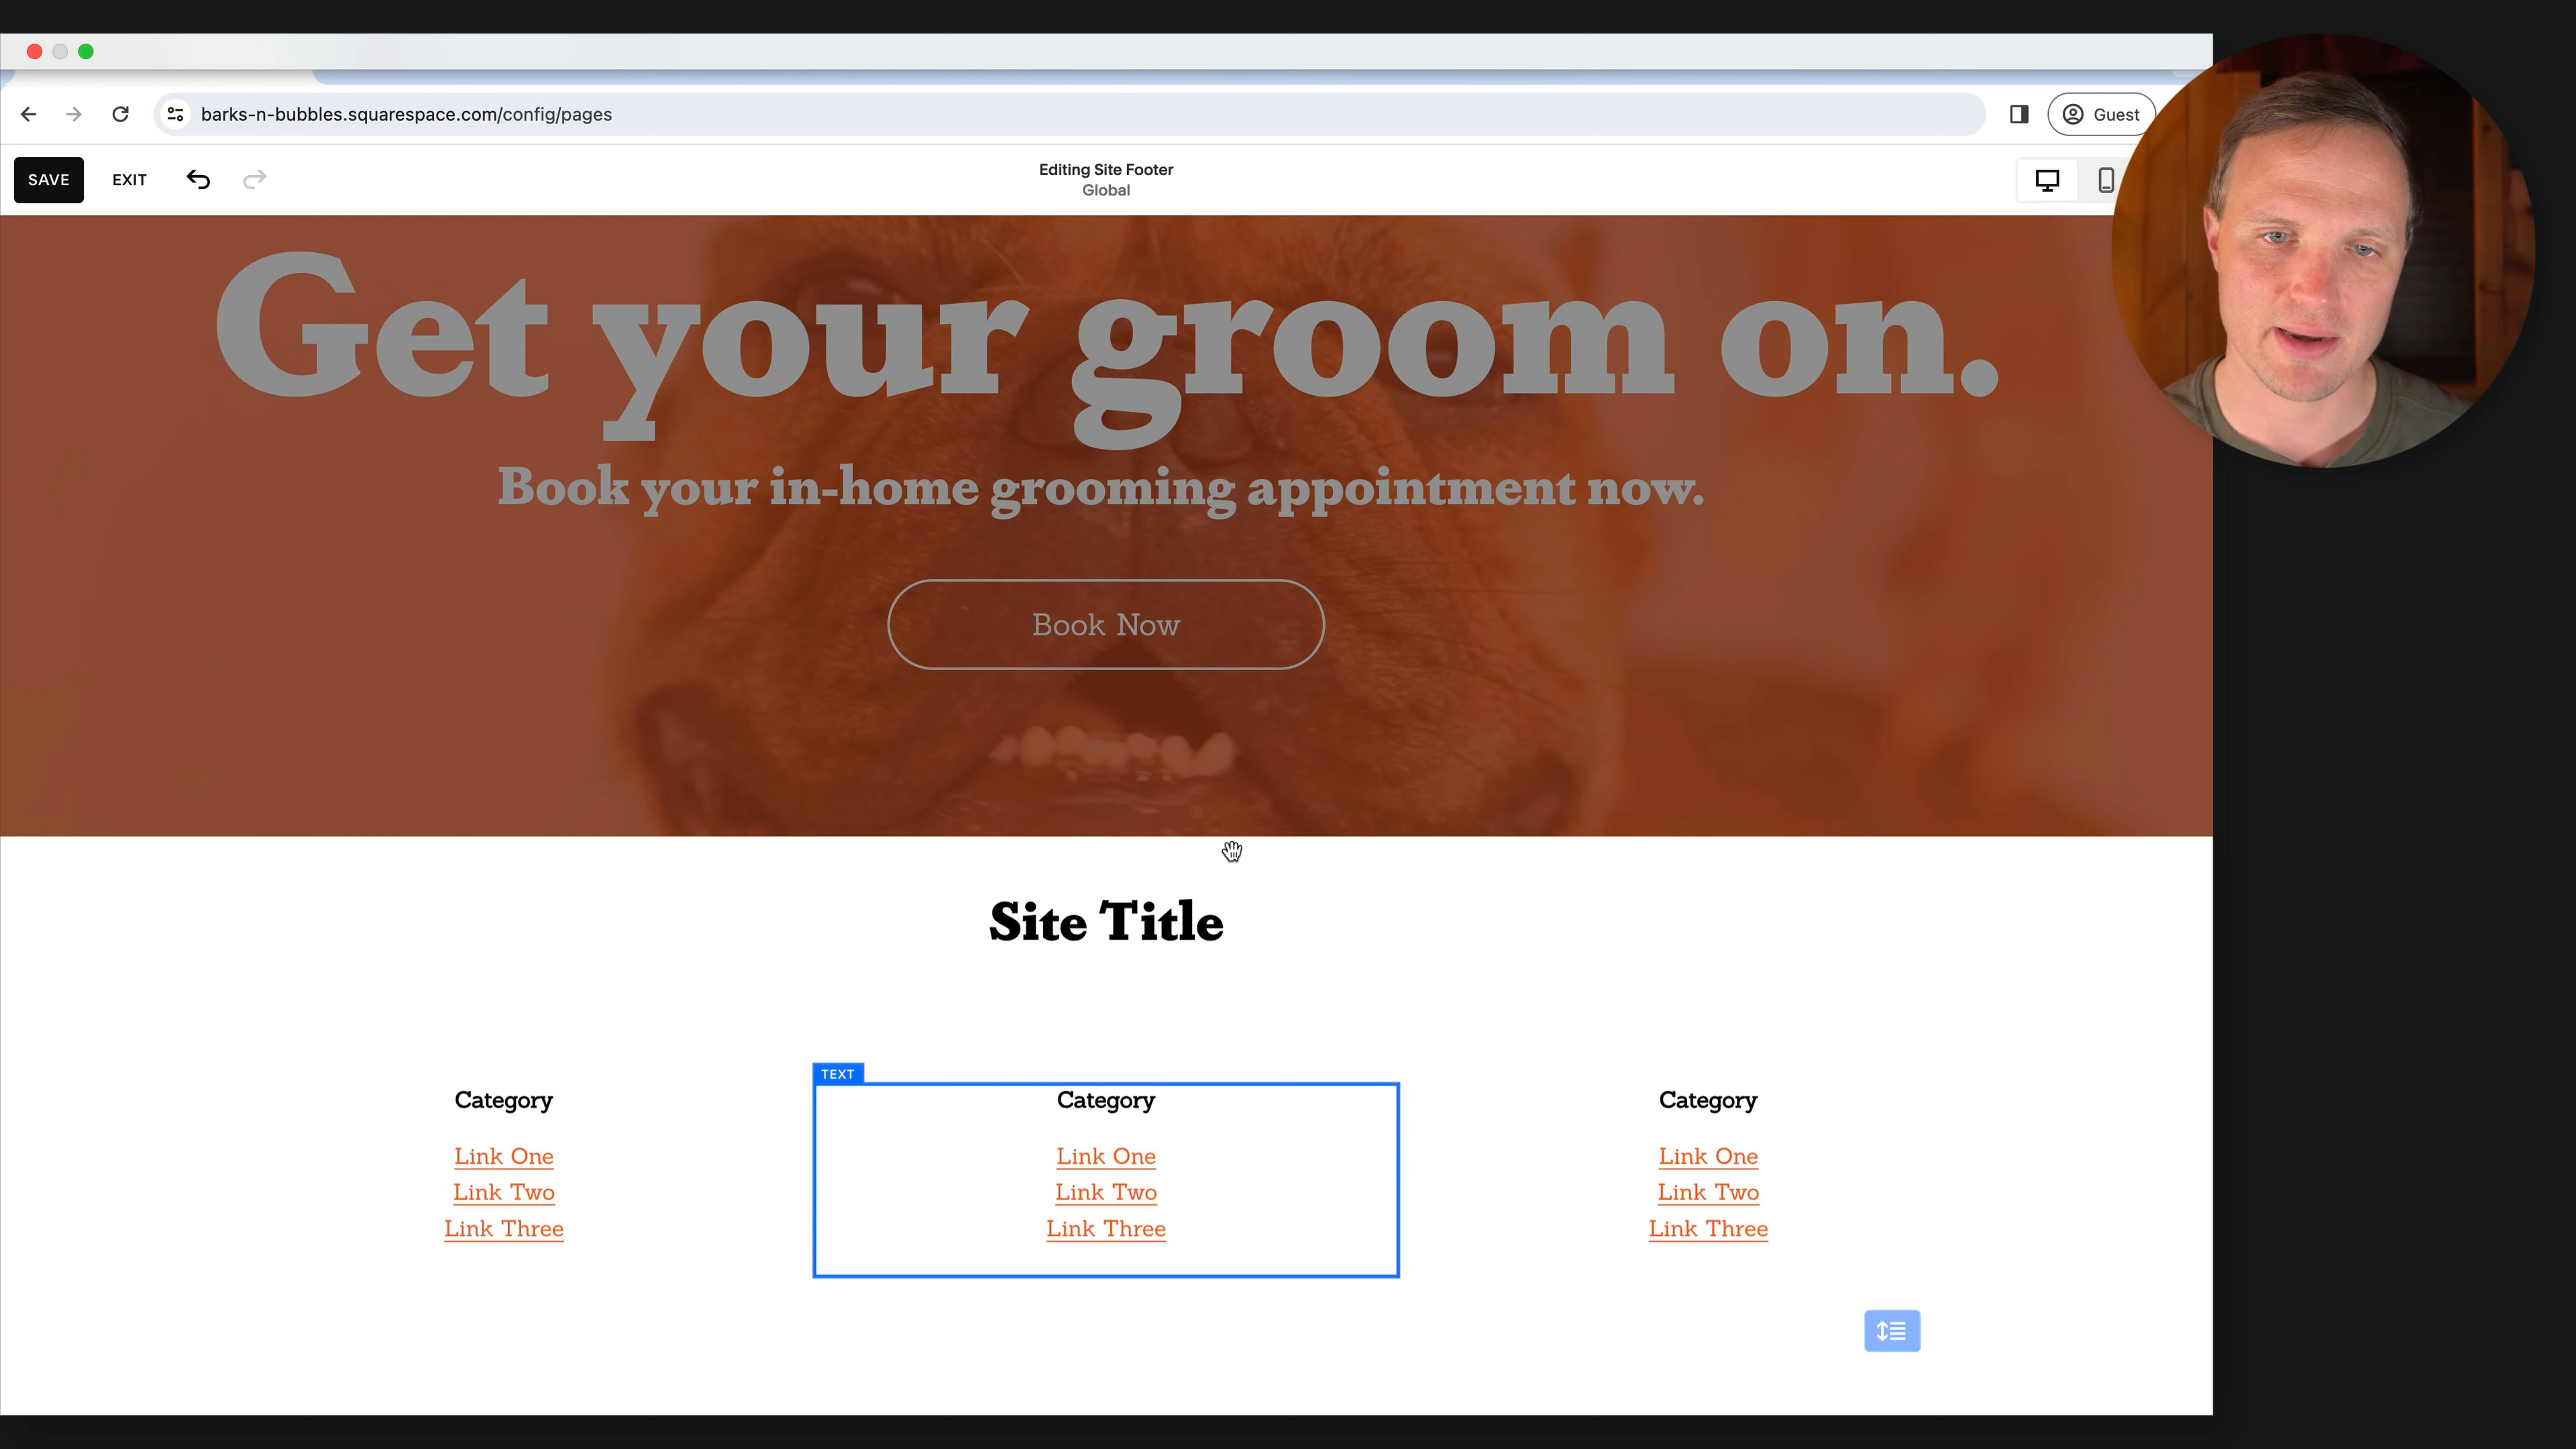 barks-n-bubbles.squarespace.com/config/pages
Guest
SAVE
EXIT
Editing Site Footer
Global
Get your groom on.
Book your in-home grooming appointment now.
Book Now
Site Title
TEXT
Category
Link One
Link Two
Link Three
Category
Link One
Link Two
Link Three
Category
Link One
Link Two
Link Three